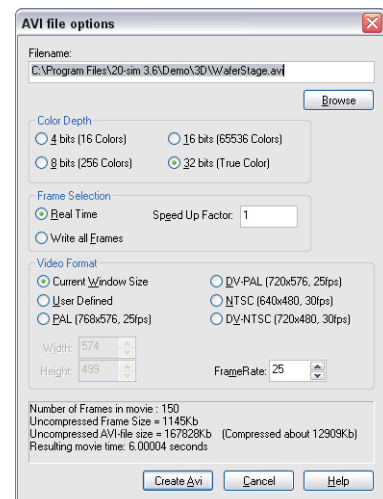 AVI file options
Filename:
C:\Program Files\20-sim 3.6\Demo\3D\WaferStage.avi
Browse
Color Depth
4 bits (16 Colors) 16 bits (65536 Colors)
8 bits (256 Colors) 32 bits (True Color)
Frame Selection
Real Time Speed Up Factor: 1
Write all Frames
Video Format
Current Window Size DV-PAL (720x576, 25fps)
User Defined NTSC (640x480, 30fps)
PAL (768x576, 25fps) DV-NTSC (720x480, 30fps)
Width: 574
Height: 499 FrameRate: 25
Number of Frames in movie : 150
Uncompressed Frame Size = 1145Kb
Uncompressed AVI-file size = 167828Kb (Compressed about 12909Kb)
Resulting movie time: 6.00004 seconds
Create Avi Cancel Help